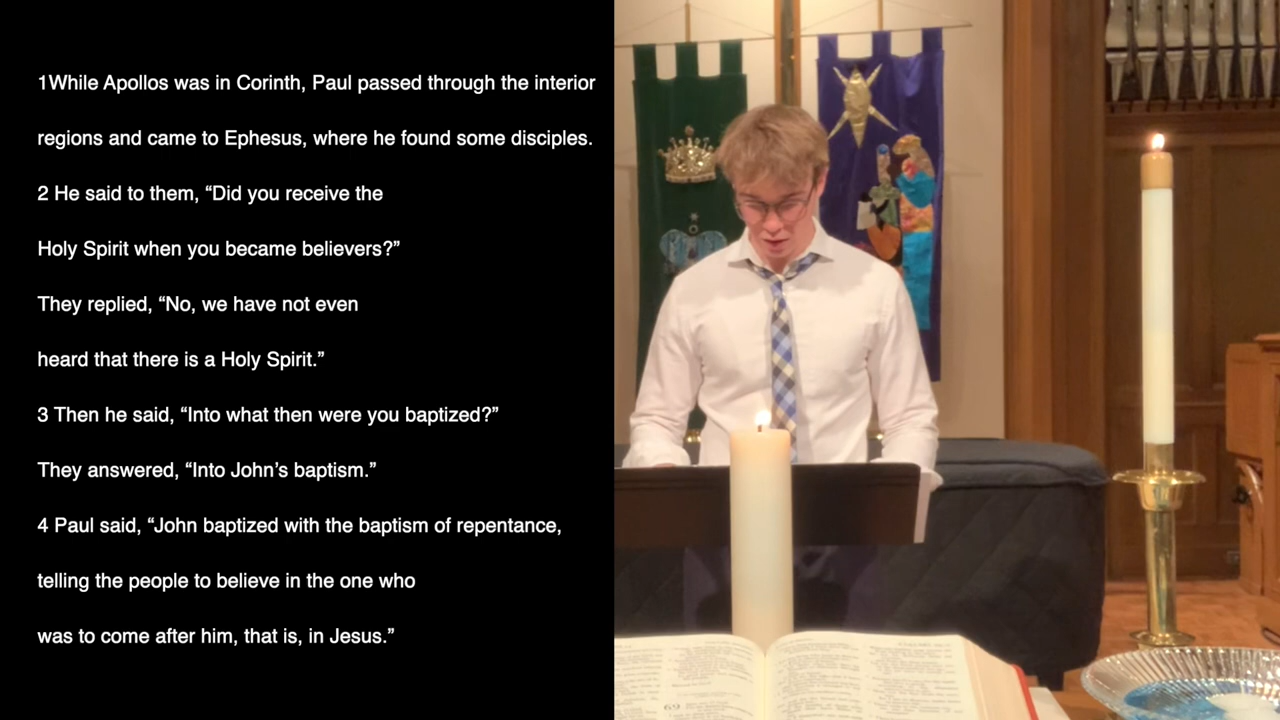 1While Apollos was in Corinth, Paul passed through the interior
regions and came to Ephesus, where he found some disciples.
2 He said to them, “Did you receive the
Holy Spirit when you became believers?”
They replied, “No, we have not even
heard that there is a Holy Spirit.”
3 Then he said, “Into what then were you baptized?”
They answered, “Into John’s baptism.”
4 Paul said, “John baptized with the baptism of repentance,
telling the people to believe in the one who
was to come after him, that is, in Jesus.”
69